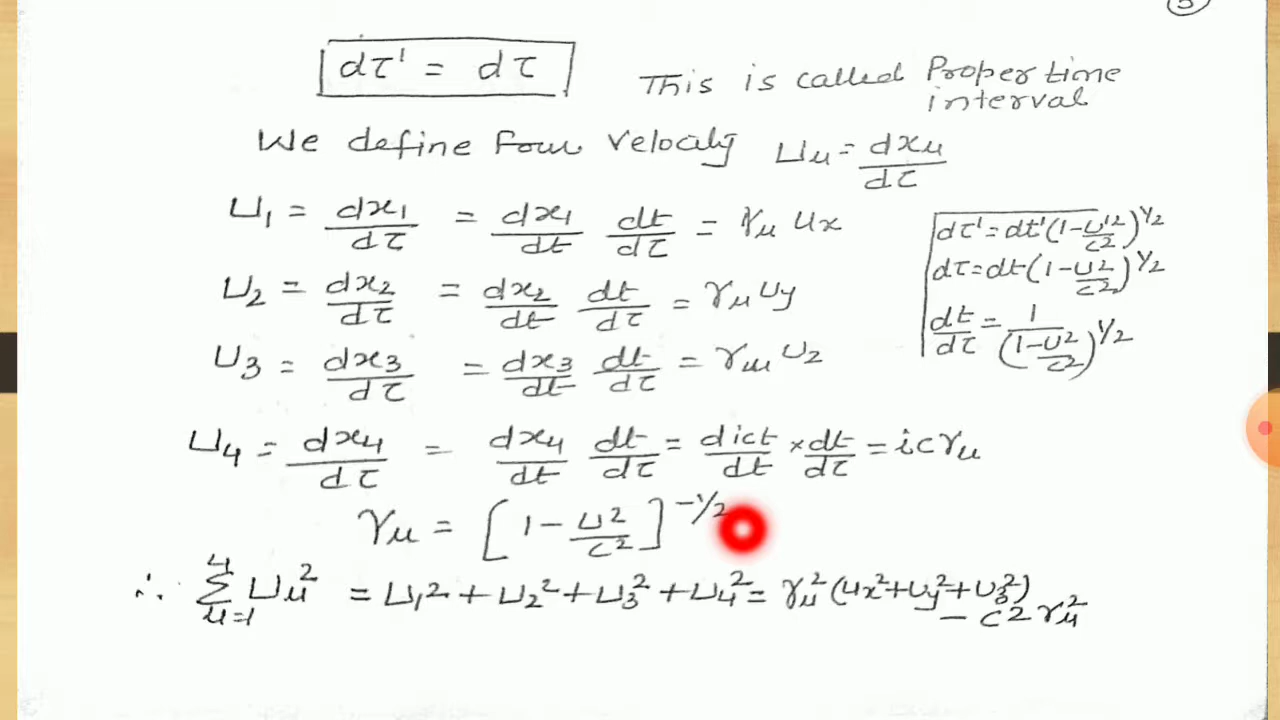 5
dτ' = dτ This is called Proper time interval
We define Four velocity Uμ = dxμ/dτ
U1 = dx1/dτ = dx1/dt dt/dτ = γu ux
dτ' = dt'(1-u'²/c²)^1/2
U2 = dx2/dτ = dx2/dt dt/dτ = γu uy
dτ = dt(1-u²/c²)^1/2
U3 = dx3/dτ = dx3/dt dt/dτ = γu uz
dt/dτ = 1/(1-u²/c²)^1/2
U4 = dx4/dτ = dx4/dt dt/dτ = dict/dt × dt/dτ = icγu
γu = [1 - u²/c²]^-1/2
∴ Σ(μ=1 to 4) Uμ² = U1² + U2² + U3² + U4² = γu²(ux² + uy² + u3²) - c²γu²